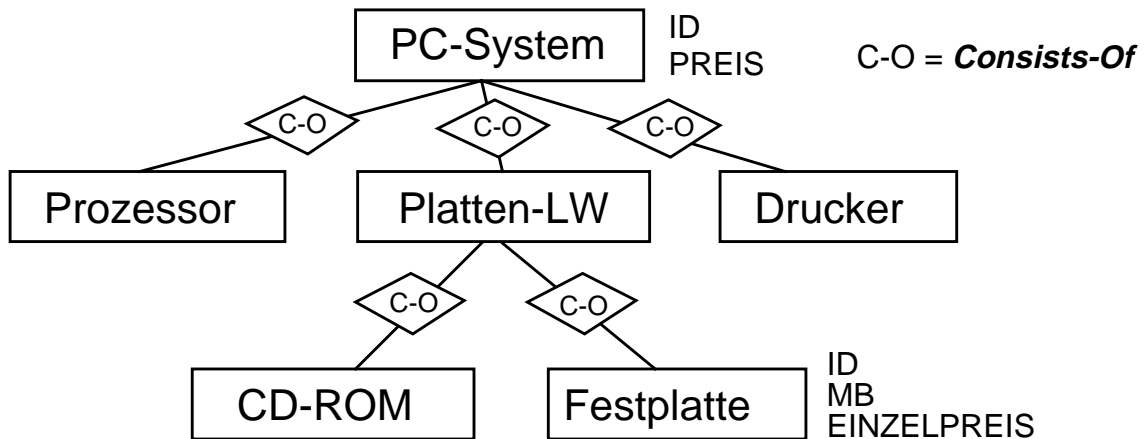 PC-System
ID
PREIS
C-O = Consists-Of
C-O
C-O
C-O
Prozessor
Platten-LW
Drucker
C-O
C-O
CD-ROM
Festplatte
ID
MB
EINZELPREIS